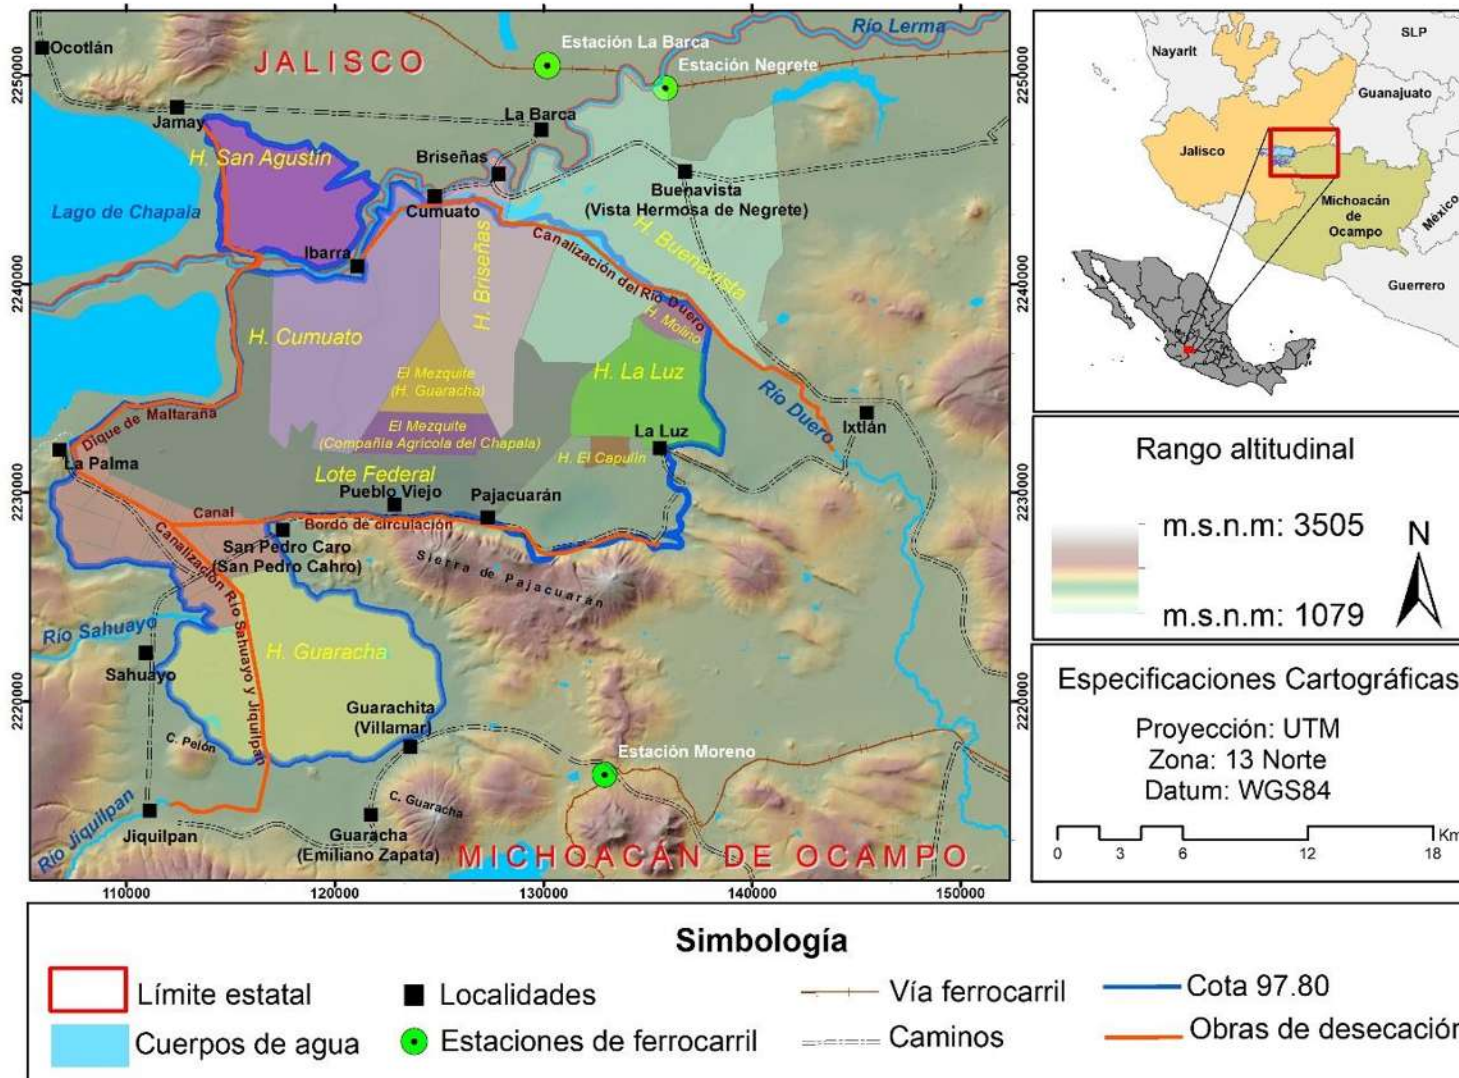 Río Lerma
Ocotlán
JALISCO
Estación La Barca
Estación Negrete
Jamay
La Barca
H. San Agustín
Briseñas
Buenavista
(Vista Hermosa de Negrete)
Lago de Chapala
Cumuato
Ibarra
H. Briseñas
Canalización del Río Duero
H. Buenavista
H. Cumuato
H. Molino
El Mezquite
(H. Guaracha)
H. La Luz
El Mezquite
(Compañía Agrícola del Chapala)
Dique de Maltaraña
Río Duero
Ixtlán
La Luz
H. El Capulín
La Palma
Lote Federal
Pueblo Viejo
Pajacuarán
Canal
Bordo de circulación
San Pedro Caro
(San Pedro Cahro)
Sierra de Pajacuarán
Canalización Río Sahuayo y Jiquilpan
Río Sahuayo
H. Guaracha
Sahuayo
Guarachita
(Villamar)
C. Pelón
Estación Moreno
C. Guaracha
Río Jiquilpan
Jiquilpan
Guaracha
(Emiliano Zapata)
MICHOACÁN DE OCAMPO
2250000
2240000
2230000
2220000
2250000
2240000
2230000
2220000
110000
120000
130000
140000
150000
Nayarit
SLP
Guanajuato
Jalisco
Michoacán
de
Ocampo
México
Guerrero
Rango altitudinal
m.s.n.m: 3505
m.s.n.m: 1079
N
Especificaciones Cartográficas
Proyección: UTM
Zona: 13 Norte
Datum: WGS84
Km
0 3 6 12 18
Simbología
Límite estatal
Localidades
Vía ferrocarril
Cota 97.80
Cuerpos de agua
Estaciones de ferrocarril
Caminos
Obras de desecación